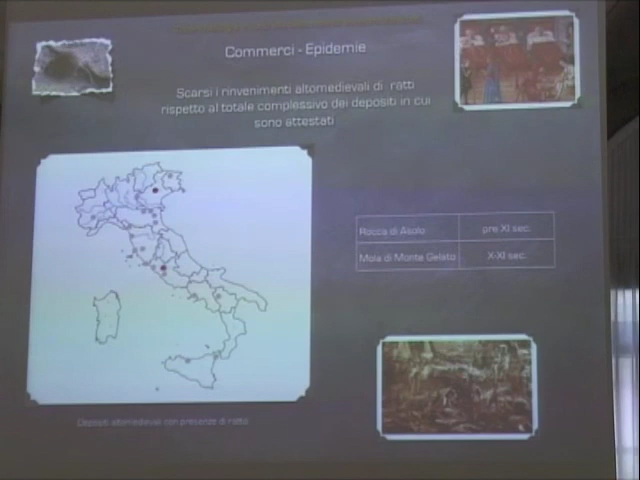 Commerci - Epidemie
Scarsi i rinvenimenti altomedievali di ratti
rispetto al totale complessivo dei depositi in cui
sono attestati
Rocca di Asolo pre XI sec.
Mola di Monte Gelato X-XI sec.
Depositi altomedievali con presenza di ratto